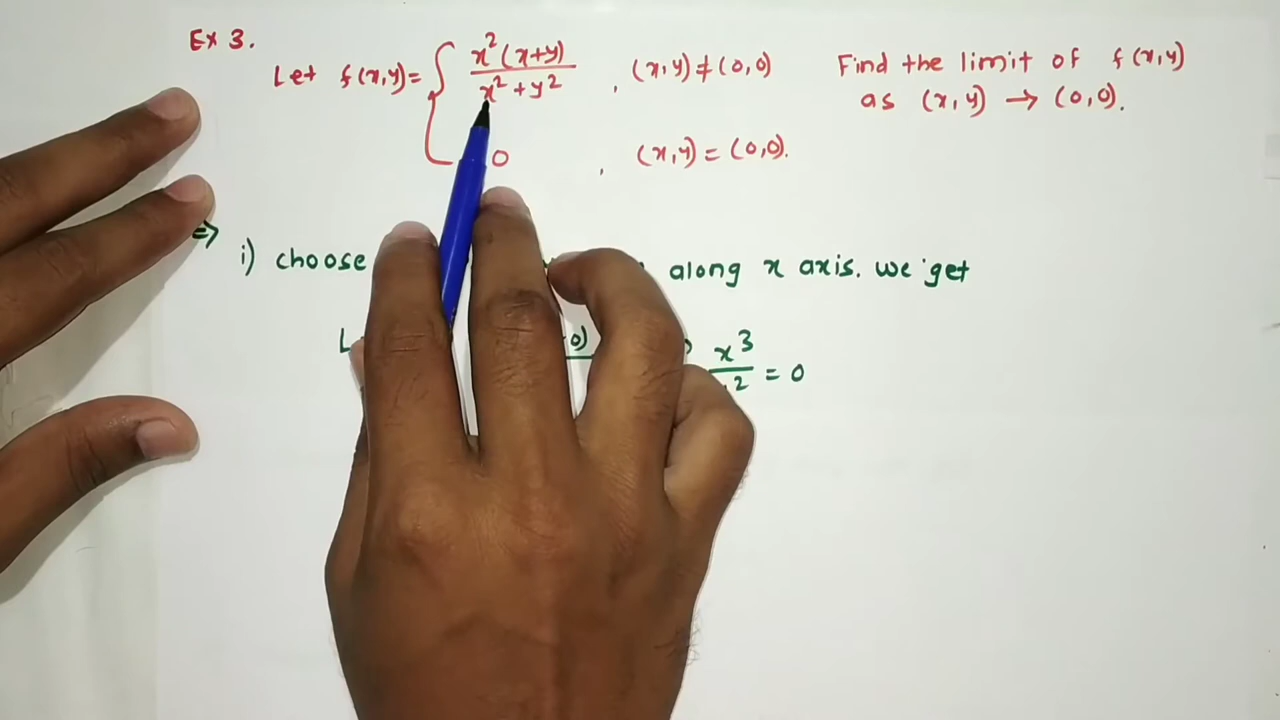 Ex 3.
Let f(x,y) = { x²(x+y) / x²+y² , (x,y) ≠ (0,0)
0 , (x,y) = (0,0).
Find the limit of f(x,y)
as (x,y) → (0,0).
⇒ i) choose along x axis. we get
x³ = 0